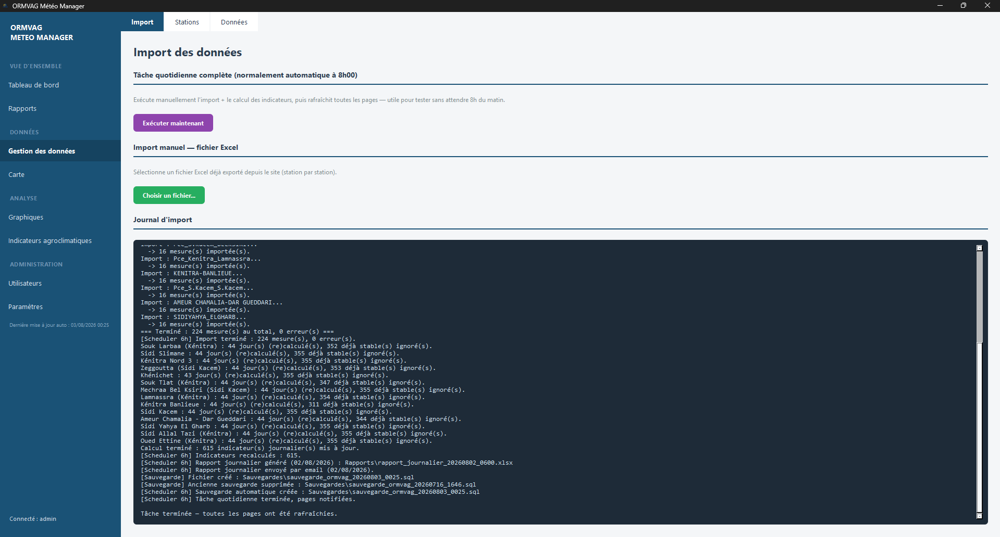 ORMVAG Météo Manager
ORMVAG
METEO MANAGER
VUE D'ENSEMBLE
Tableau de bord
Rapports
DONNÉES
Gestion des données
Carte
ANALYSE
Graphiques
Indicateurs agroclimatiques
ADMINISTRATION
Utilisateurs
Paramètres
Dernière mise à jour auto : 03/08/2026 00:25
Connecté : admin
Import
Stations
Données
Import des données
Tâche quotidienne complète (normalement automatique à 8h00)
Exécute manuellement l'import + le calcul des indicateurs, puis rafraîchit toutes les pages — utile pour tester sans attendre 8h du matin.
Exécuter maintenant
Import manuel — fichier Excel
Sélectionne un fichier Excel déjà exporté depuis le site (station par station).
Choisir un fichier...
Journal d'import
-> 16 mesure(s) importée(s).
Import : Pce_Kenitra_Lamnassra...
-> 16 mesure(s) importée(s).
Import : KENITRA-BANLIEUE...
-> 16 mesure(s) importée(s).
Import : Pce_S.Kacem_S.Kacem...
-> 16 mesure(s) importée(s).
Import : AMEUR CHAMALIA-DAR GUEDDARI...
-> 16 mesure(s) importée(s).
Import : SIDIYAHYA_ELGHARB...
-> 16 mesure(s) importée(s).
=== Terminé : 224 mesure(s) au total, 0 erreur(s) ===
[Scheduler 6h] Import terminé : 224 mesure(s), 0 erreur(s).
Souk Larbaa (Kénitra) : 44 jour(s) (re)calculé(s), 352 déjà stable(s) ignoré(s).
Sidi Slimane : 44 jour(s) (re)calculé(s), 355 déjà stable(s) ignoré(s).
Kénitra Nord 3 : 44 jour(s) (re)calculé(s), 355 déjà stable(s) ignoré(s).
Zeggoutta (Sidi Kacem) : 44 jour(s) (re)calculé(s), 353 déjà stable(s) ignoré(s).
Khénichet : 43 jour(s) (re)calculé(s), 355 déjà stable(s) ignoré(s).
Souk Tlat (Kénitra) : 44 jour(s) (re)calculé(s), 347 déjà stable(s) ignoré(s).
Mechraa Bel Ksiri (Sidi Kacem) : 44 jour(s) (re)calculé(s), 355 déjà stable(s) ignoré(s).
Lamnassra (Kénitra) : 44 jour(s) (re)calculé(s), 354 déjà stable(s) ignoré(s).
Kénitra Banlieue : 44 jour(s) (re)calculé(s), 311 déjà stable(s) ignoré(s).
Sidi Kacem : 44 jour(s) (re)calculé(s), 355 déjà stable(s) ignoré(s).
Ameur Chamalia - Dar Gueddari : 44 jour(s) (re)calculé(s), 344 déjà stable(s) ignoré(s).
Sidi Yahya El Gharb : 44 jour(s) (re)calculé(s), 355 déjà stable(s) ignoré(s).
Sidi Allal Tazi (Kénitra) : 44 jour(s) (re)calculé(s), 355 déjà stable(s) ignoré(s).
Oued Ettine (Kénitra) : 44 jour(s) (re)calculé(s), 355 déjà stable(s) ignoré(s).
Calcul terminé : 615 indicateur(s) journalier(s) mis à jour.
[Scheduler 6h] Indicateurs recalculés : 615.
[Scheduler 6h] Rapport journalier généré (02/08/2026) : Rapports\rapport_journalier_20260802_0600.xlsx
[Scheduler 6h] Rapport journalier envoyé par email (02/08/2026).
[Sauvegarde] Fichier créé : Sauvegardes\sauvegarde_ormvag_20260803_0025.sql
[Sauvegarde] Ancienne sauvegarde supprimée : Sauvegardes\sauvegarde_ormvag_20260716_1646.sql
[Scheduler 6h] Sauvegarde automatique créée : Sauvegardes\sauvegarde_ormvag_20260803_0025.sql
[Scheduler 6h] Tâche quotidienne terminée, pages notifiées.
Tâche terminée — toutes les pages ont été rafraîchies.